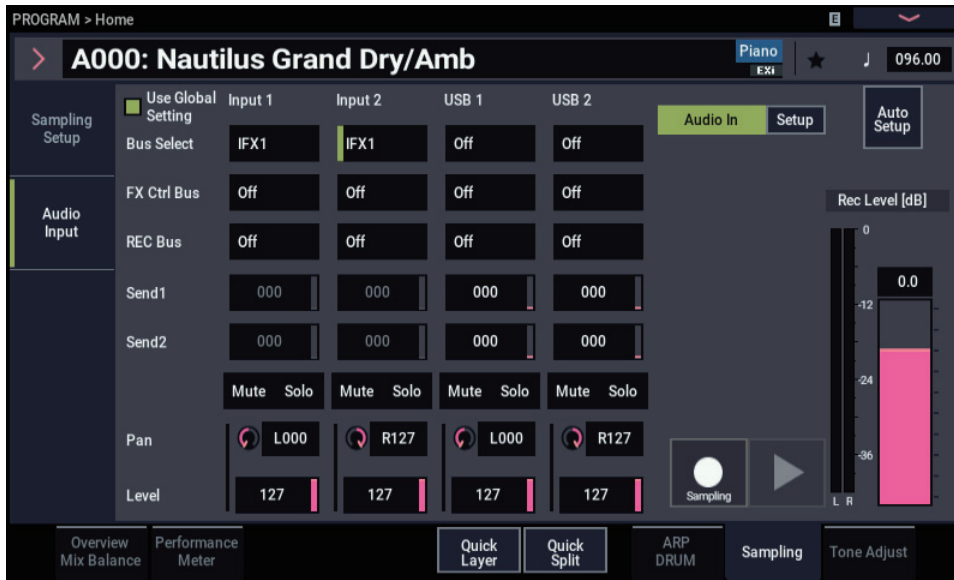 PROGRAM > Home
E
A000: Nautilus Grand Dry/Amb
Piano
EXi
♩ 096.00
Sampling
Setup
Audio
Input
Use Global
Setting
Input 1 Input 2 USB 1 USB 2
Bus Select IFX1 IFX1 Off Off
FX Ctrl Bus Off Off Off Off
REC Bus Off Off Off Off
Send1 000 000 000 000
Send2 000 000 000 000
Mute Solo Mute Solo Mute Solo Mute Solo
Pan L000 R127 L000 R127
Level 127 127 127 127
Audio In Setup
Auto
Setup
Rec Level [dB]
0
-12
-24
-36
L R
0.0
Sampling
Overview
Mix Balance
Performance
Meter
Quick
Layer
Quick
Split
ARP
DRUM
Sampling
Tone Adjust